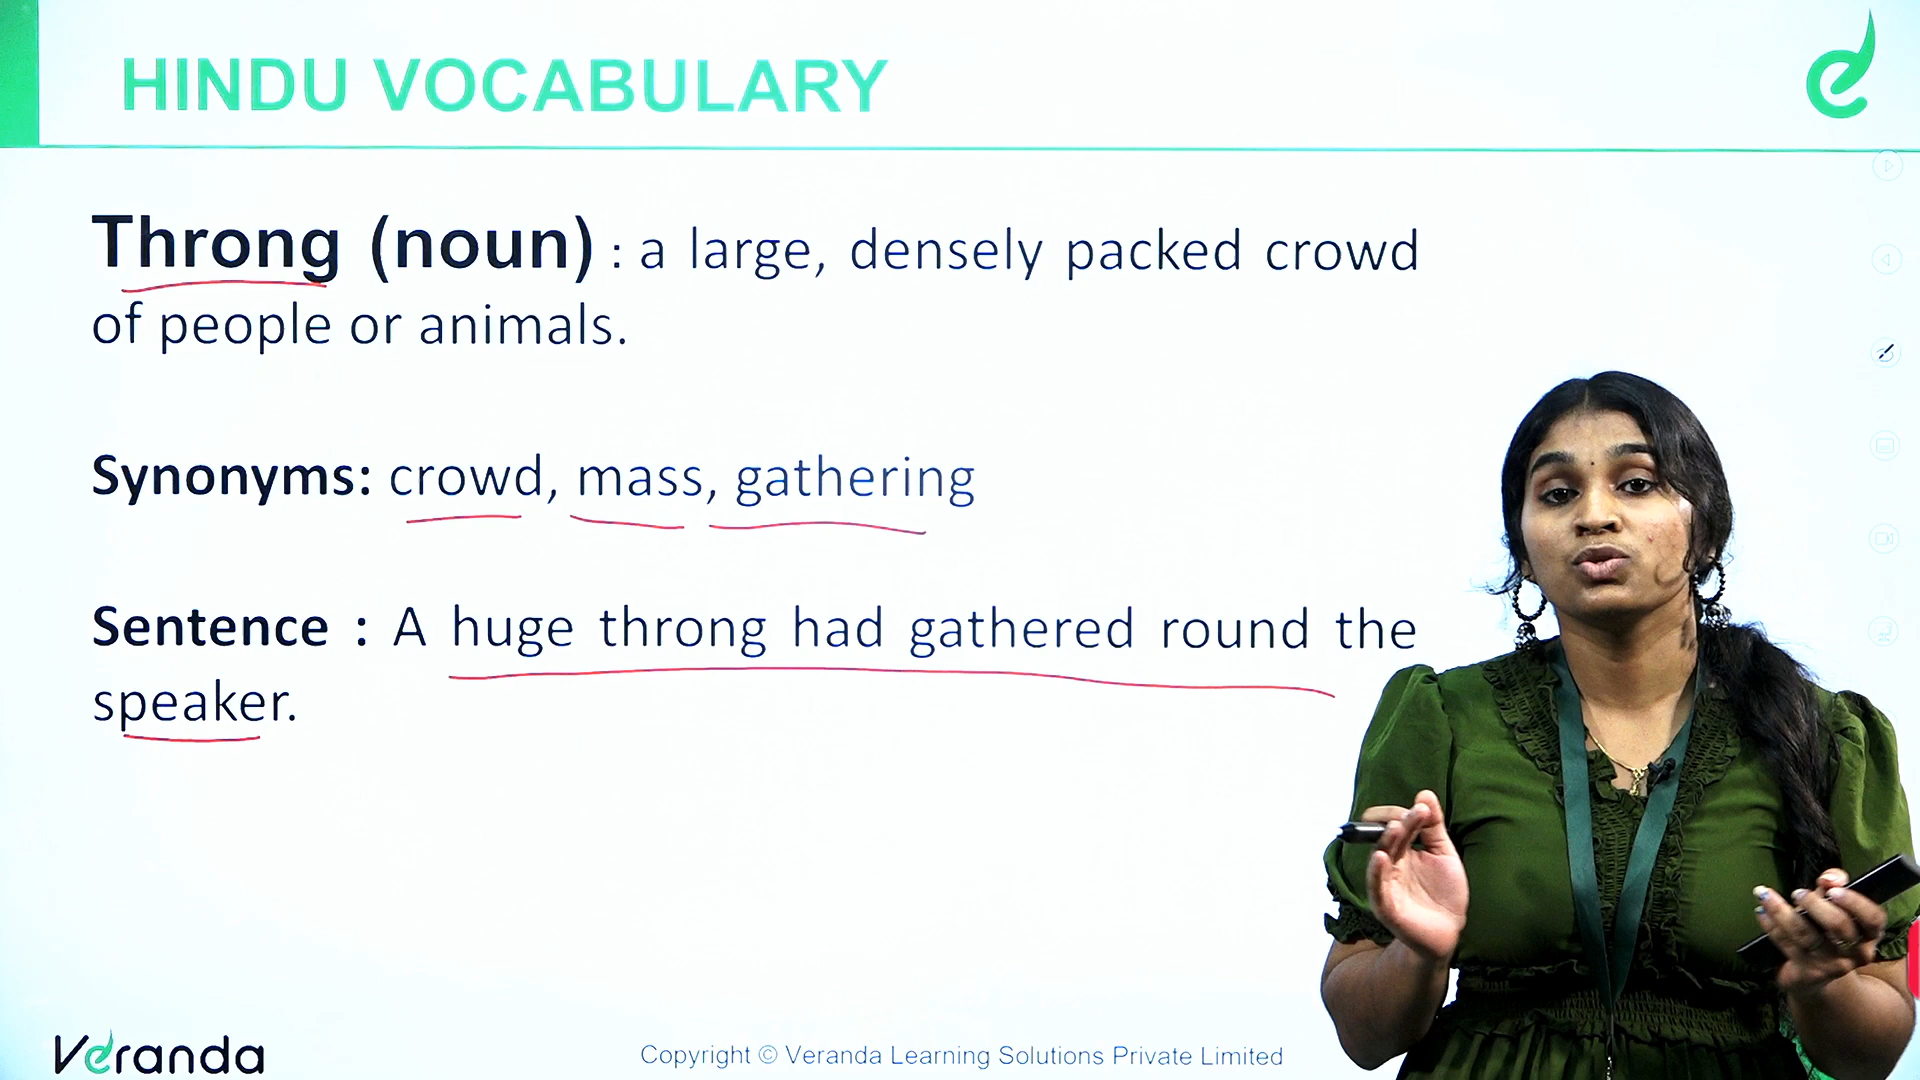 HINDU VOCABULARY
Throng (noun) : a large, densely packed crowd
of people or animals.
Synonyms: crowd, mass, gathering
Sentence : A huge throng had gathered round the
speaker.
Veranda
Copyright © Veranda Learning Solutions Private Limited